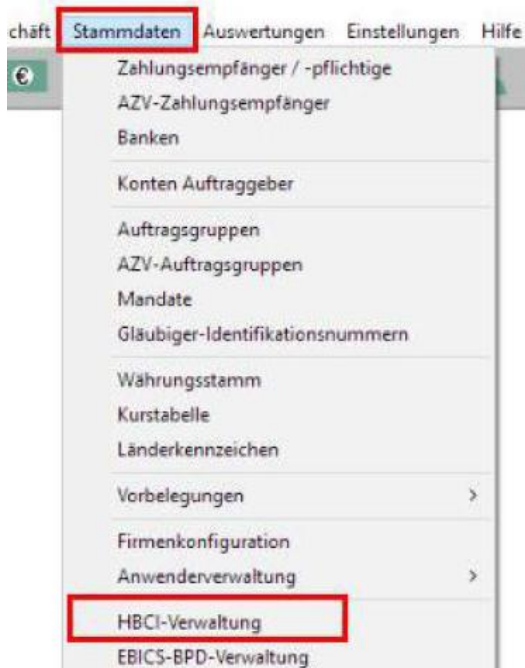 chäft Stammdaten Auswertungen Einstellungen Hilfe
€
Zahlungsempfänger / -pflichtige
AZV-Zahlungsempfänger
Banken
Konten Auftraggeber
Auftragsgruppen
AZV-Auftragsgruppen
Mandate
Gläubiger-Identifikationsnummern
Währungsstamm
Kurstabelle
Länderkennzeichen
Vorbelegungen >
Firmenkonfiguration
Anwenderverwaltung >
HBCI-Verwaltung
EBICS-BPD-Verwaltung